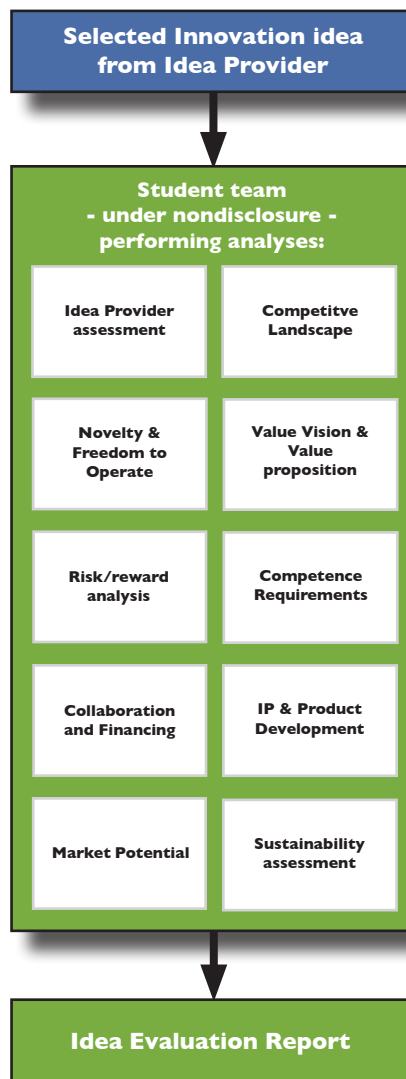 Selected Innovation idea
from Idea Provider
Student team
- under nondisclosure -
performing analyses:
Idea Provider
assessment
Competitve
Landscape
Novelty &
Freedom to
Operate
Value Vision &
Value
proposition
Risk/reward
analysis
Competence
Requirements
Collaboration
and Financing
IP & Product
Development
Market Potential
Sustainability
assessment
Idea Evaluation Report